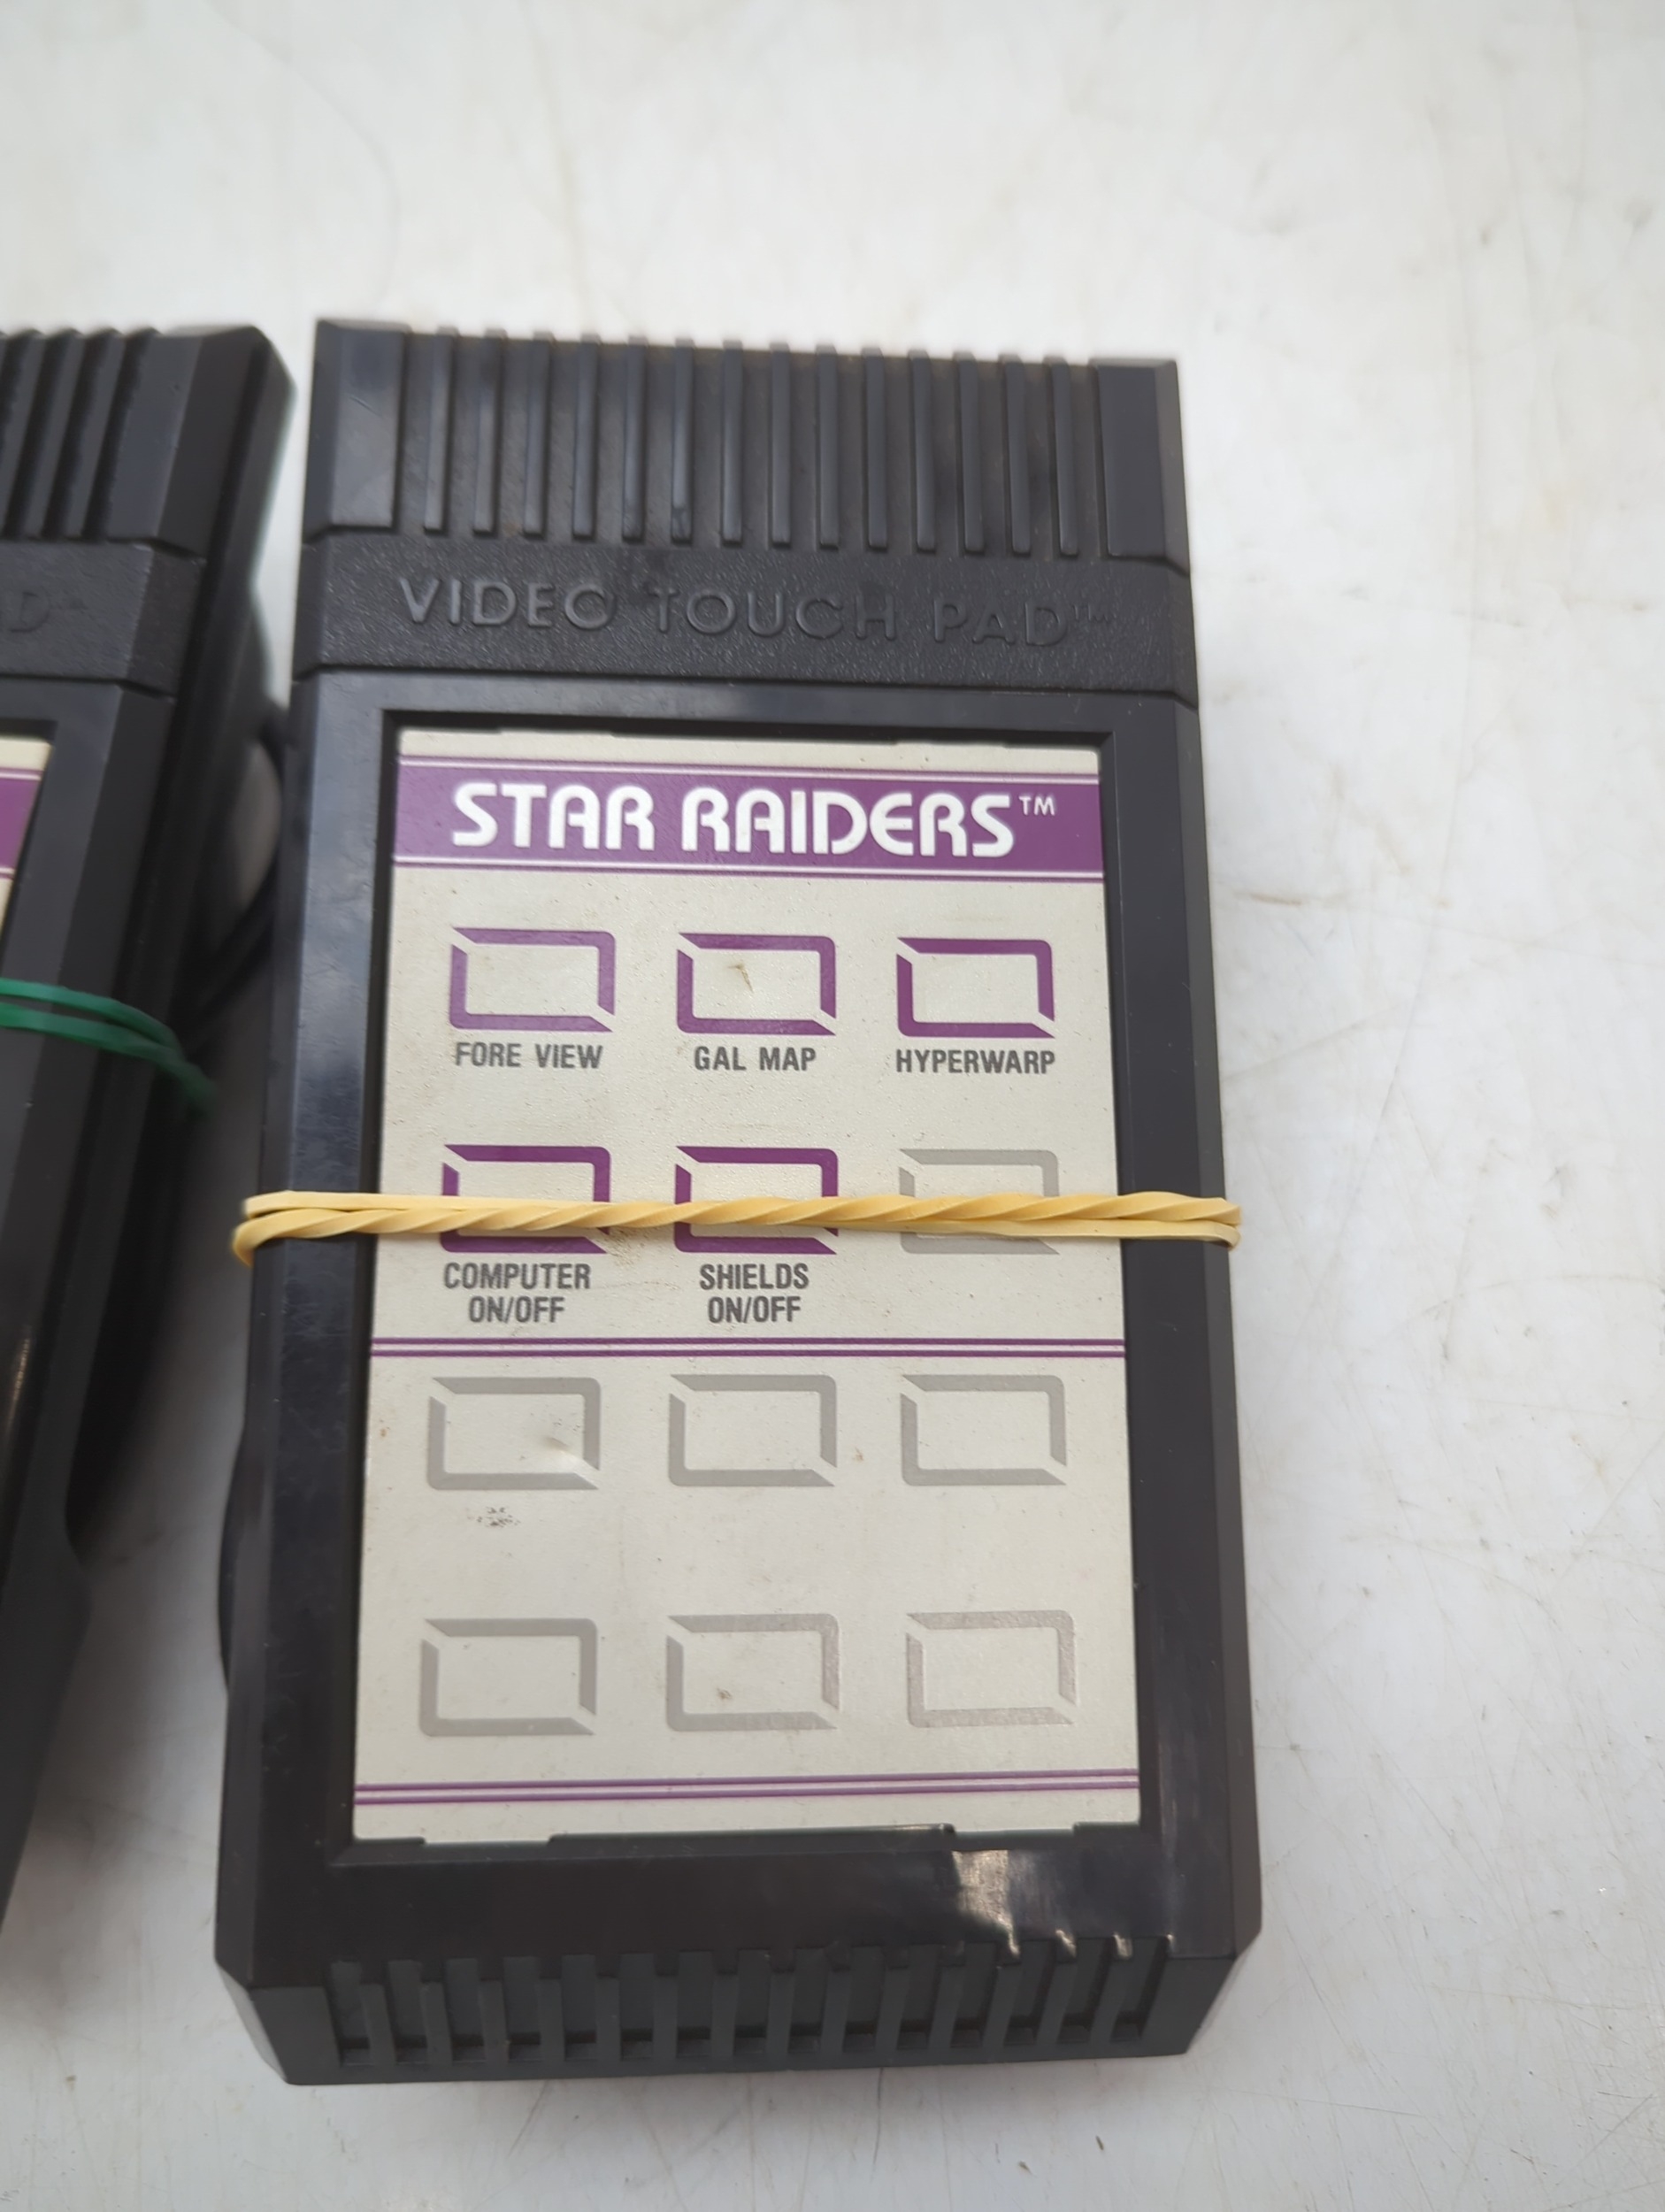 VIDEO TOUCH PAD™
STAR RAIDERS™
FORE VIEW GAL MAP HYPERWARP
COMPUTER SHIELDS
ON/OFF ON/OFF